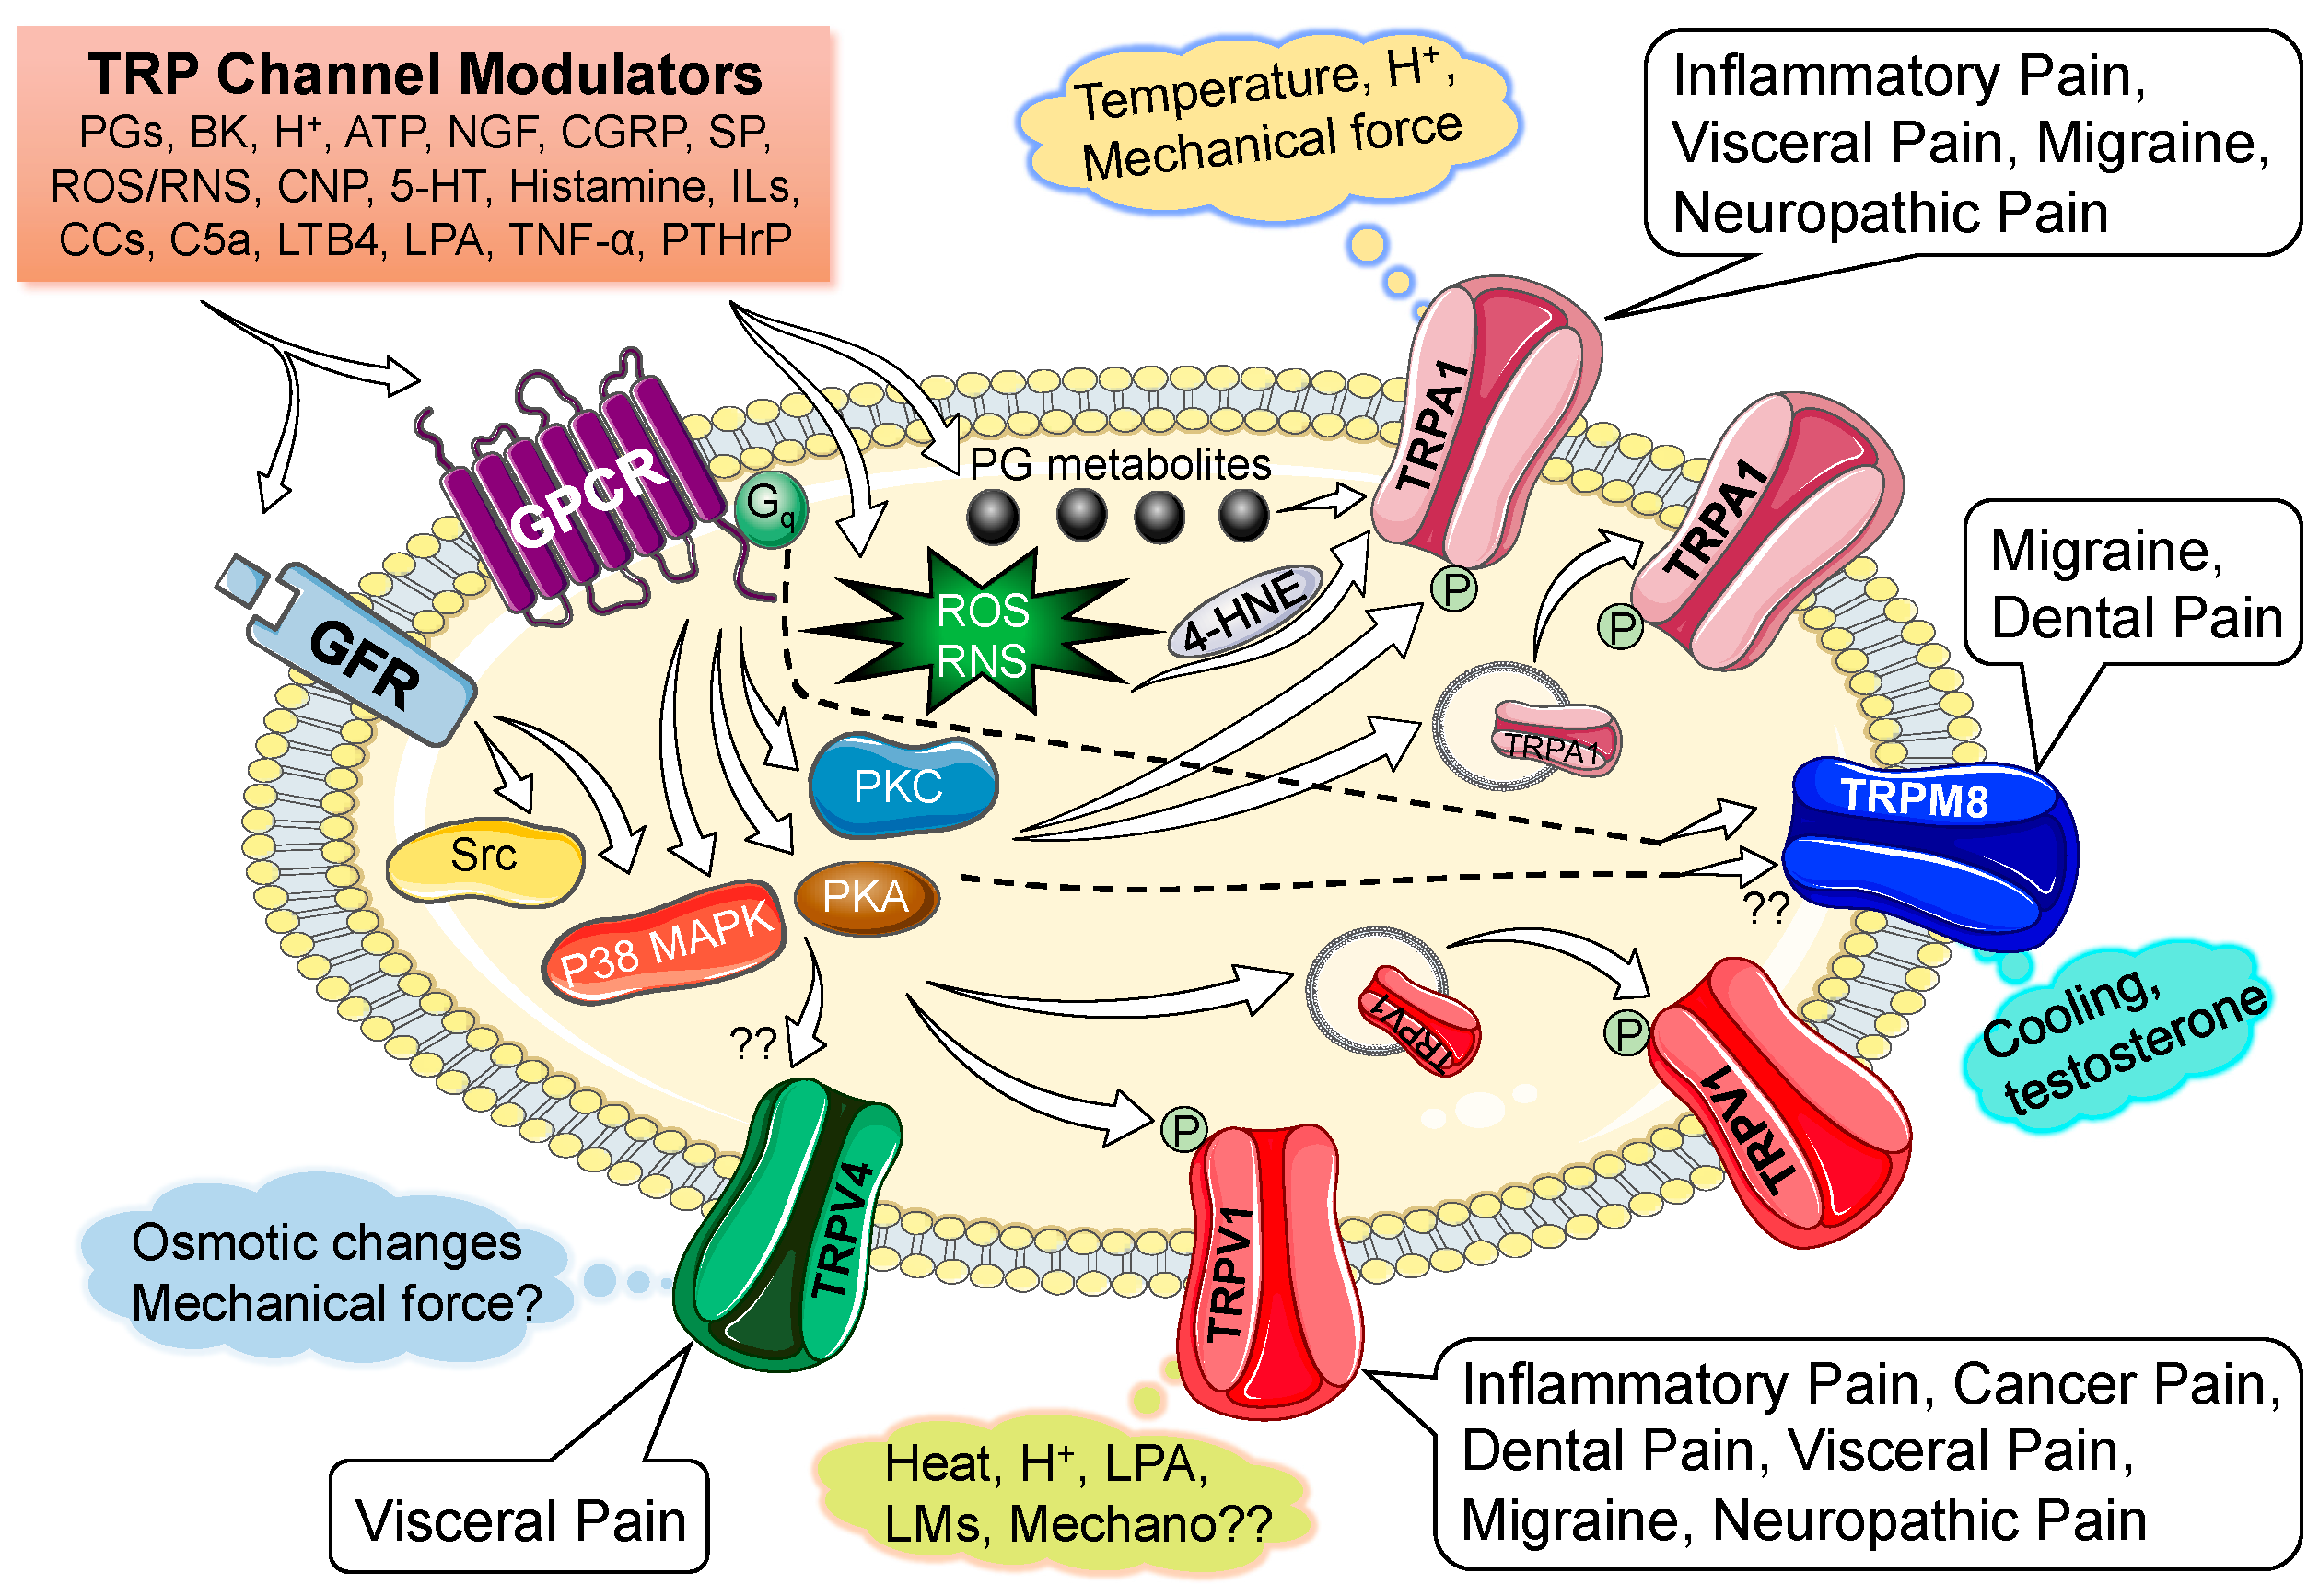 TRP Channel Modulators
PGs, BK, H⁺, ATP, NGF, CGRP, SP,
ROS/RNS, CNP, 5-HT, Histamine, ILs,
CCs, C5a, LTB4, LPA, TNF-α, PTHrP
Temperature, H⁺,
Mechanical force
Inflammatory Pain,
Visceral Pain, Migraine,
Neuropathic Pain
TRPA1
P
TRPA1
P
GPCR
Gq
PG metabolites
ROS
RNS
4-HNE
GFR
TRPA1
Migraine,
Dental Pain
TRPM8
??
PKC
Src
PKA
P38 MAPK
??
Cooling,
testosterone
TRPV1
P
TRPV1
P
TRPV1
TRPV4
Osmotic changes
Mechanical force?
Visceral Pain
Heat, H⁺, LPA,
LMs, Mechano??
Inflammatory Pain, Cancer Pain,
Dental Pain, Visceral Pain,
Migraine, Neuropathic Pain